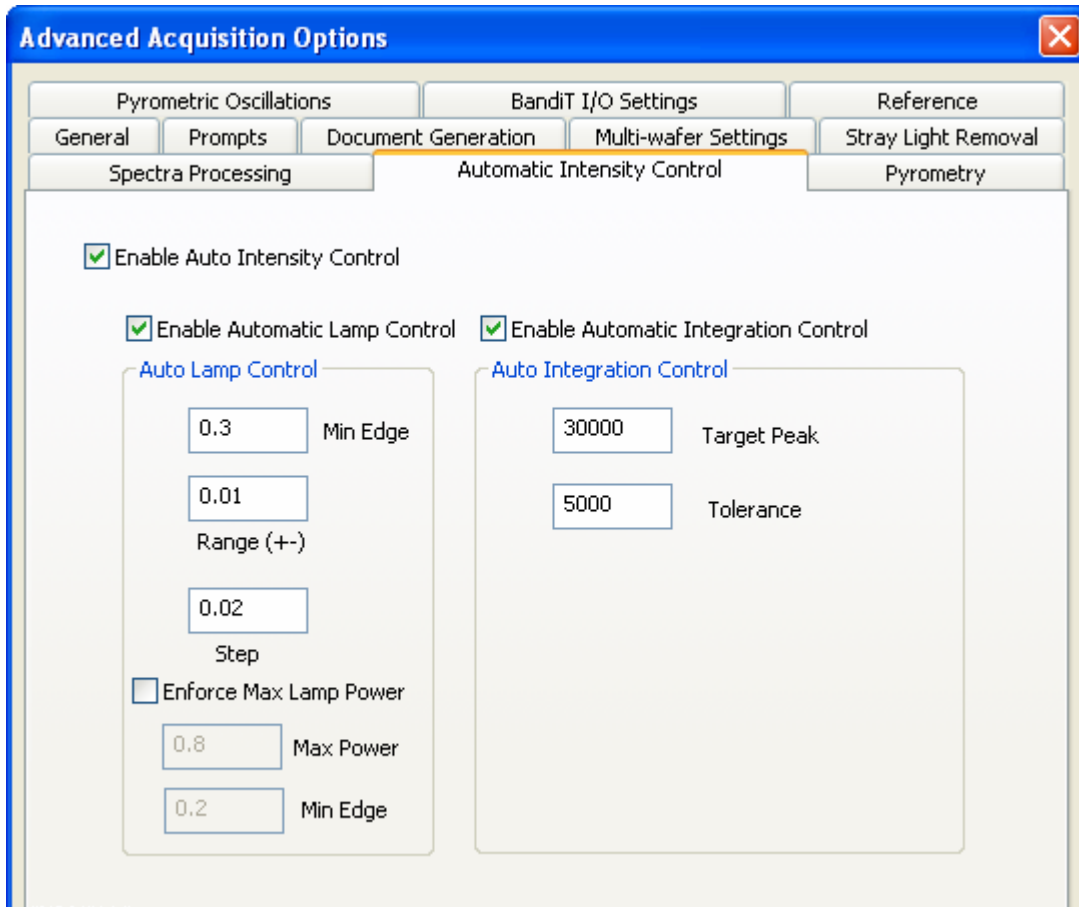 Advanced Acquisition Options
Pyrometric Oscillations BandiT I/O Settings Reference
General Prompts Document Generation Multi-wafer Settings Stray Light Removal
Spectra Processing Automatic Intensity Control Pyrometry
Enable Auto Intensity Control
Enable Automatic Lamp Control Enable Automatic Integration Control
Auto Lamp Control
0.3 Min Edge
0.01
Range (+-)
0.02
Step
Enforce Max Lamp Power
0.8 Max Power
0.2 Min Edge
Auto Integration Control
30000 Target Peak
5000 Tolerance